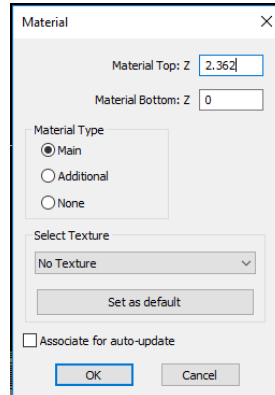 Material
Material Top: Z 2.362
Material Bottom: Z 0
Material Type
Main
Additional
None
Select Texture
No Texture
Set as default
Associate for auto-update
OK Cancel